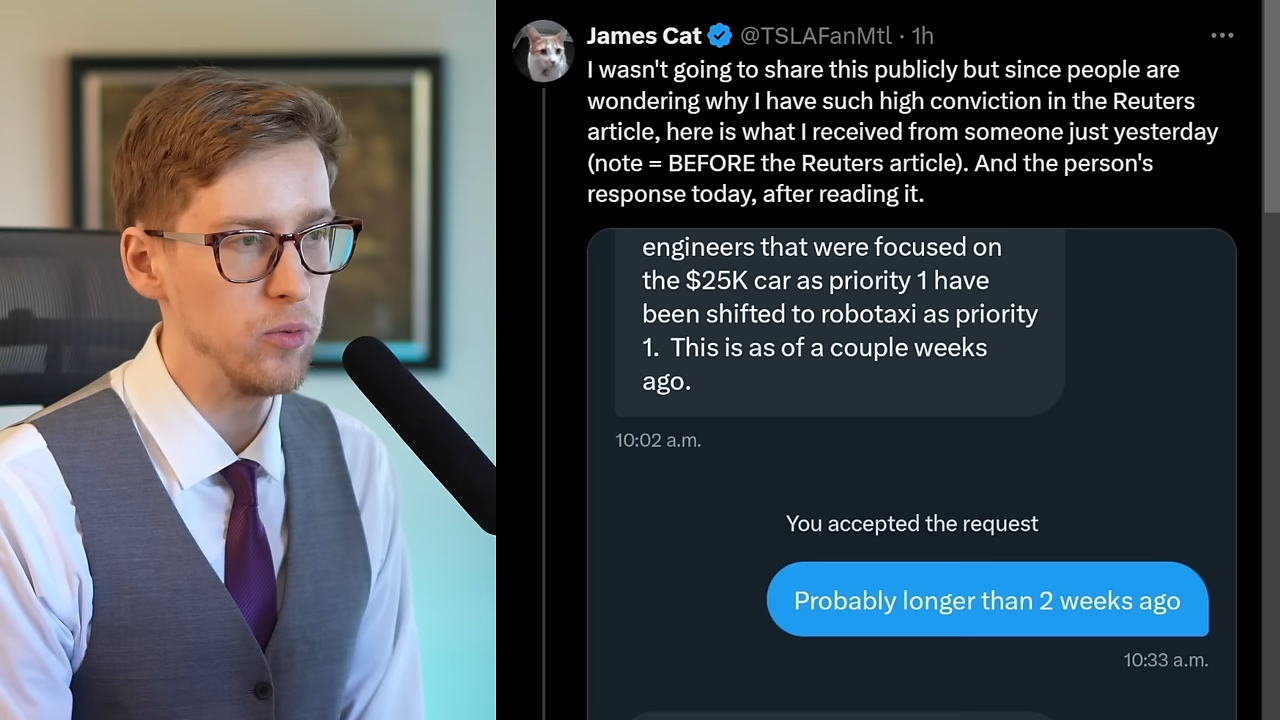 James Cat @TSLAFanMtl · 1h
I wasn't going to share this publicly but since people are
wondering why I have such high conviction in the Reuters
article, here is what I received from someone just yesterday
(note = BEFORE the Reuters article). And the person's
response today, after reading it.
engineers that were focused on
the $25K car as priority 1 have
been shifted to robotaxi as priority
1.  This is as of a couple weeks
ago.
10:02 a.m.
You accepted the request
Probably longer than 2 weeks ago
10:33 a.m.